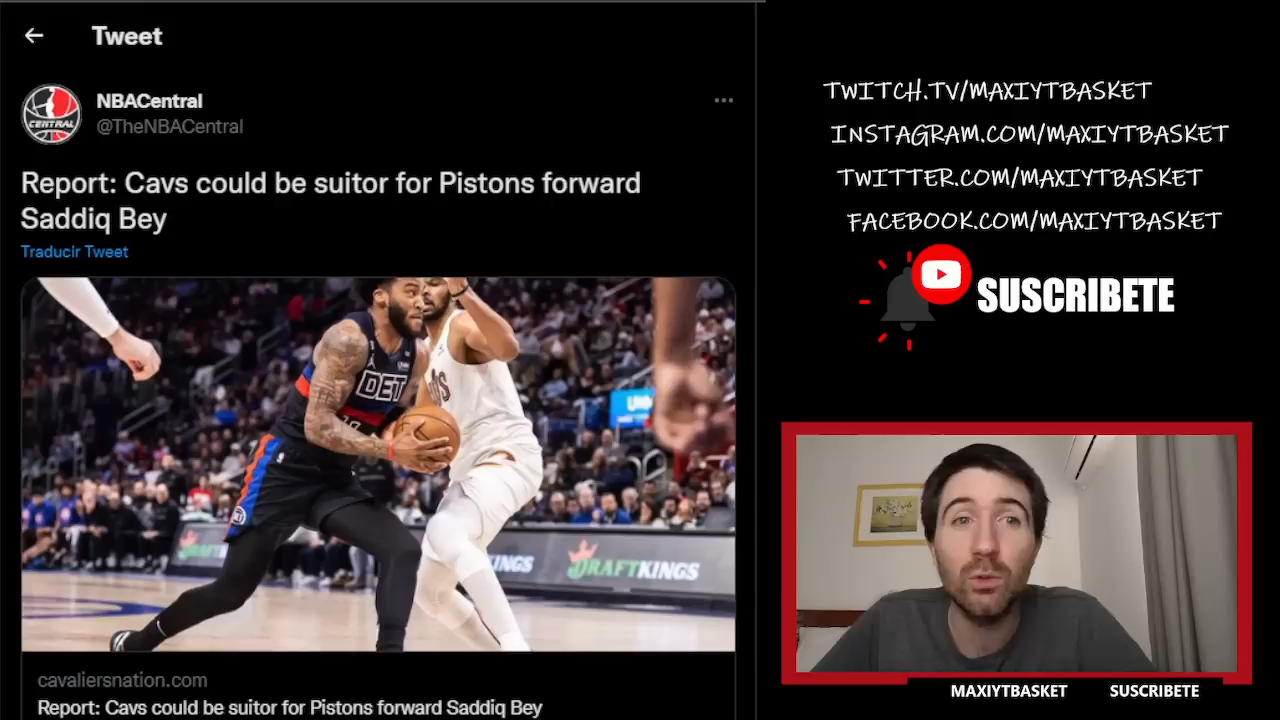 Tweet
CENTRAL
NBACentral
@TheNBACentral
Report: Cavs could be suitor for Pistons forward
Saddiq Bey
Traducir Tweet
DET
DRAFTKINGS
cavaliersnation.com
Report: Cavs could be suitor for Pistons forward Saddiq Bey
TWITCH.TV/MAXIYTBASKET
INSTAGRAM.COM/MAXIYTBASKET
TWITTER.COM/MAXIYTBASKET
FACEBOOK.COM/MAXIYTBASKET
SUSCRIBETE
MAXIYTBASKET SUSCRIBETE